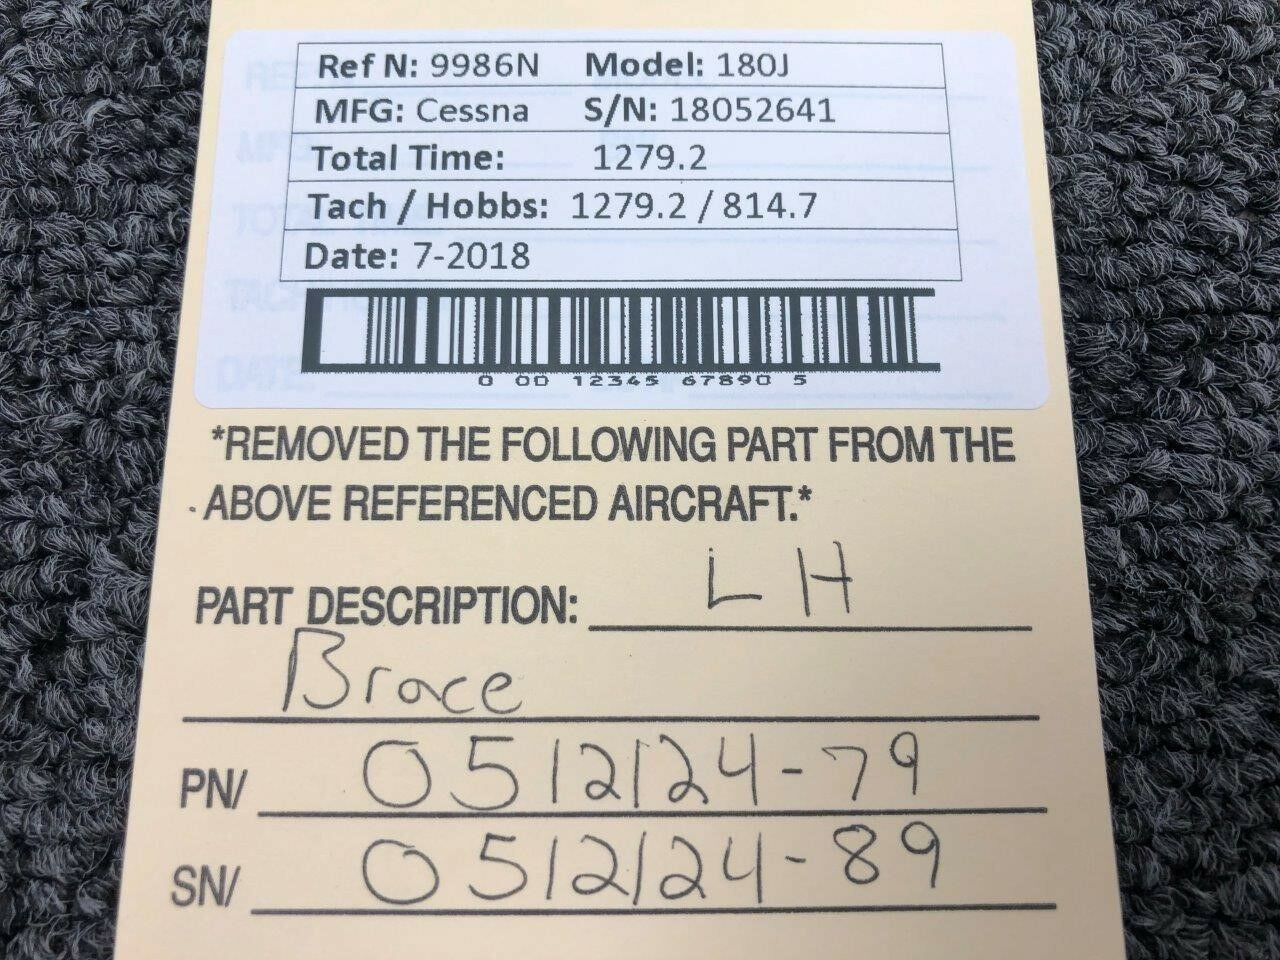 Ref N: 9986N Model: 180J
MFG: Cessna S/N: 18052641
Total Time: 1279.2
Tach / Hobbs: 1279.2 / 814.7
Date: 7-2018
0 00 12345 67890 5
*REMOVED THE FOLLOWING PART FROM THE
ABOVE REFERENCED AIRCRAFT.*
PART DESCRIPTION: LH
Brace
PN/ 0512124-79
SN/ 0512124-89